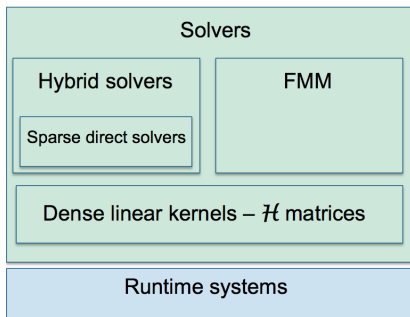 Solvers
Hybrid solvers
FMM
Sparse direct solvers
Dense linear kernels – ℋ matrices
Runtime systems